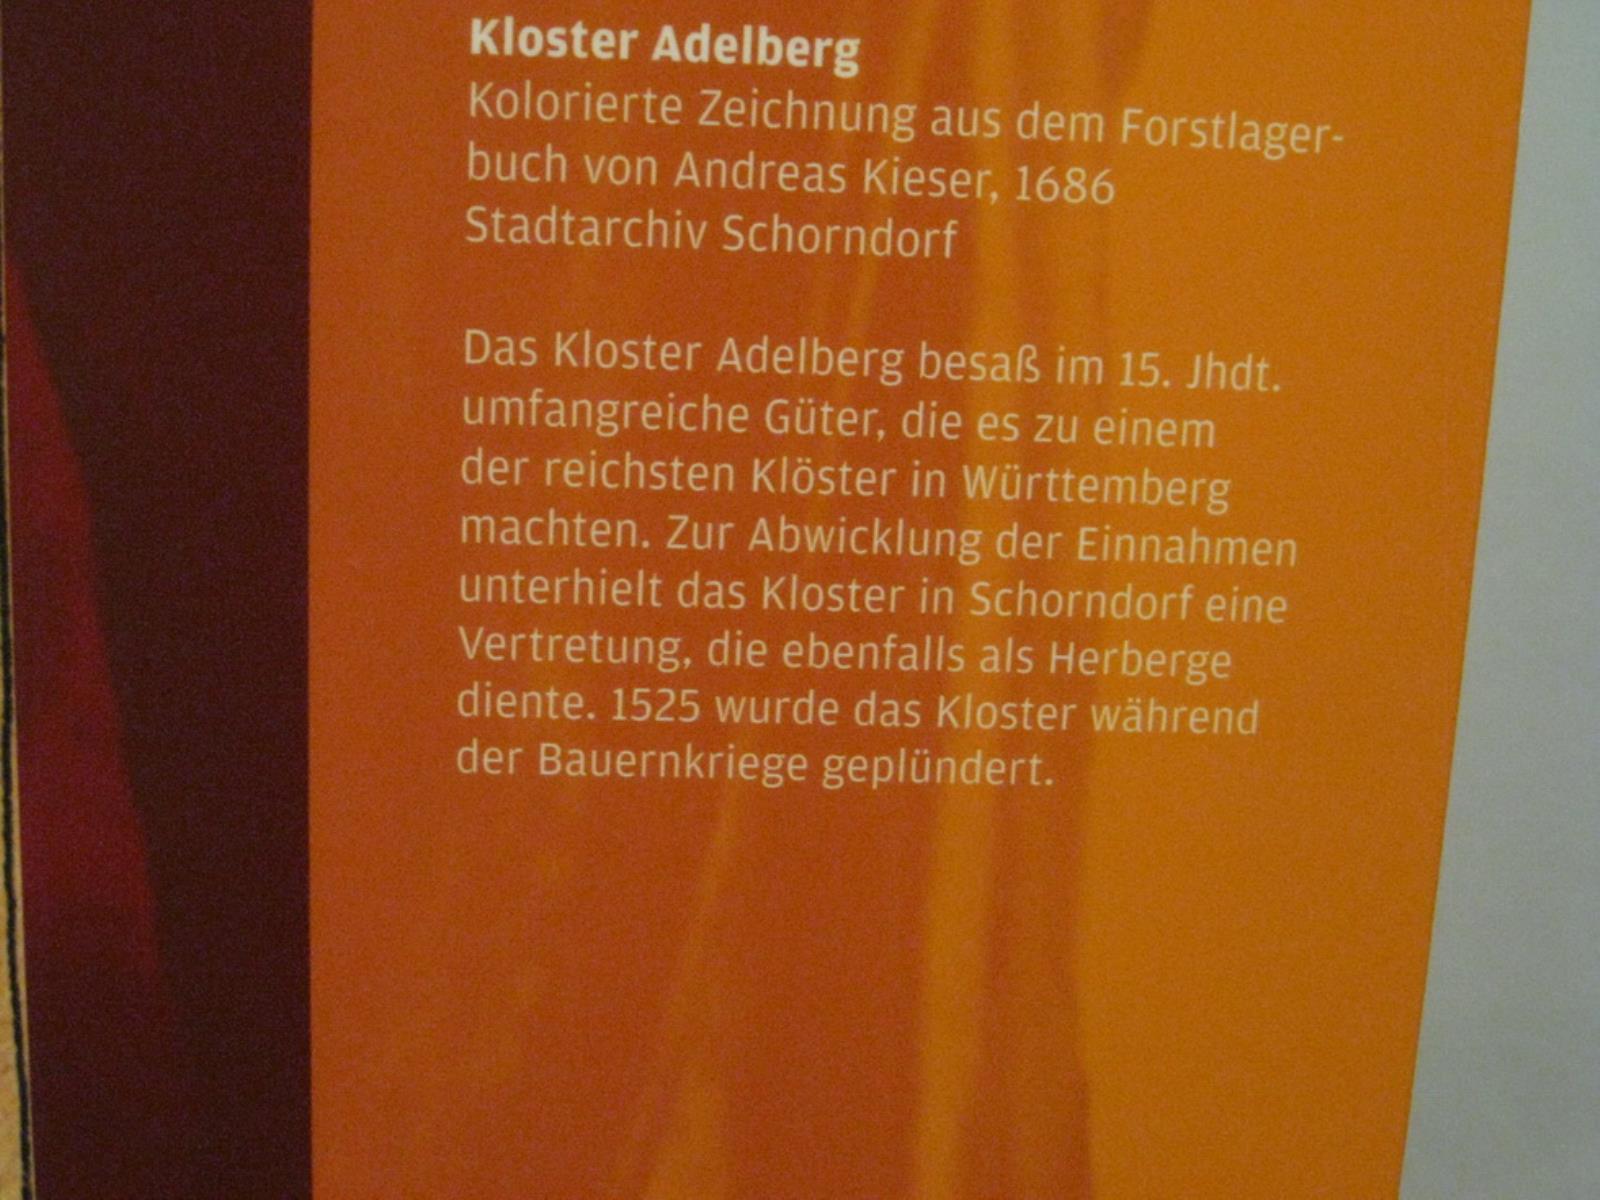 Kloster Adelberg
Kolorierte Zeichnung aus dem Forstlager-
buch von Andreas Kieser, 1686
Stadtarchiv Schorndorf
Das Kloster Adelberg besaß im 15. Jhdt.
umfangreiche Güter, die es zu einem
der reichsten Klöster in Württemberg
machten. Zur Abwicklung der Einnahmen
unterhielt das Kloster in Schorndorf eine
Vertretung, die ebenfalls als Herberge
diente. 1525 wurde das Kloster während
der Bauernkriege geplündert.